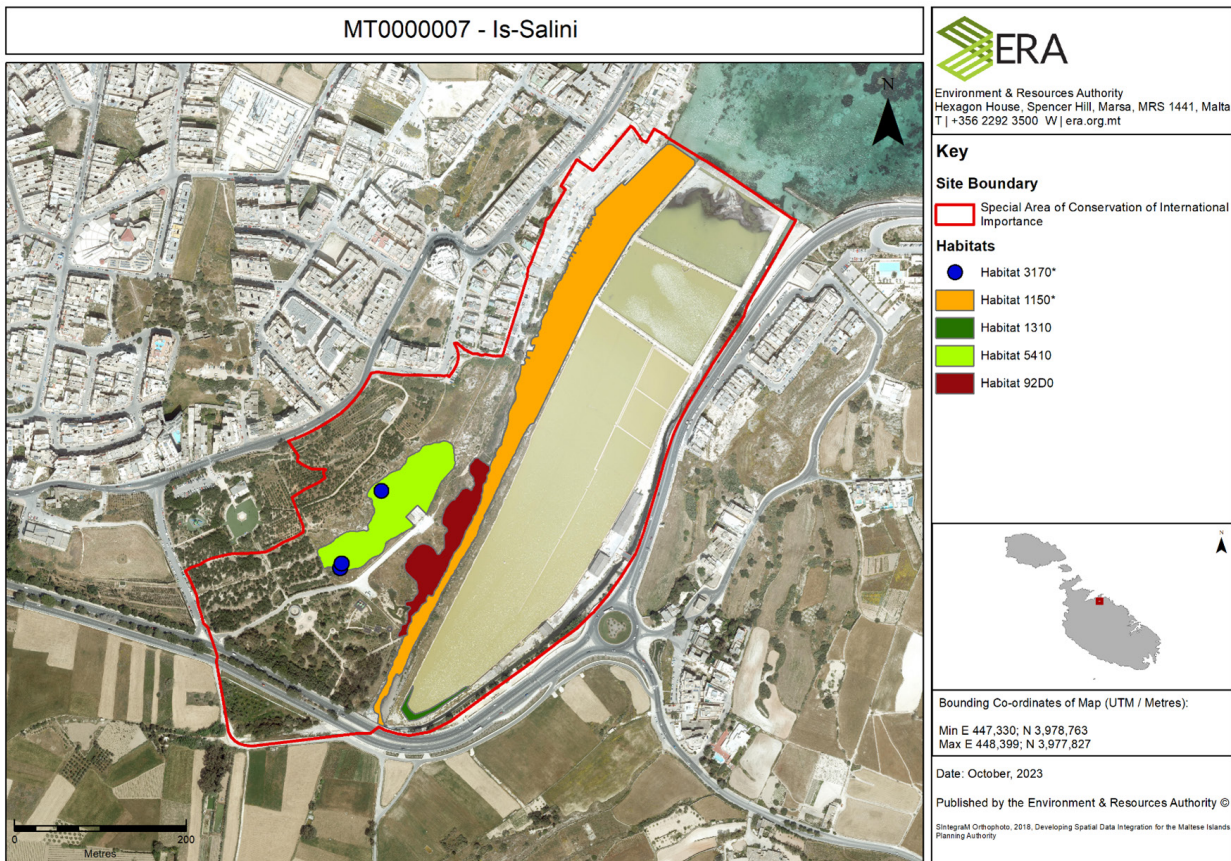 MT0000007 - Is-Salini
N
0
200
Metres
ERA
Environment & Resources Authority
Hexagon House, Spencer Hill, Marsa, MRS 1441, Malta
T | +356 2292 3500 W | era.org.mt
Key
Site Boundary
Special Area of Conservation of International
Importance
Habitats
Habitat 3170*
Habitat 1150*
Habitat 1310
Habitat 5410
Habitat 92D0
N
Bounding Co-ordinates of Map (UTM / Metres):
Min E 447,330; N 3,978,763
Max E 448,399; N 3,977,827
Date: October, 2023
Published by the Environment & Resources Authority ©
SIntegraM Orthophoto, 2018, Developing Spatial Data Integration for the Maltese Islands,
Planning Authority